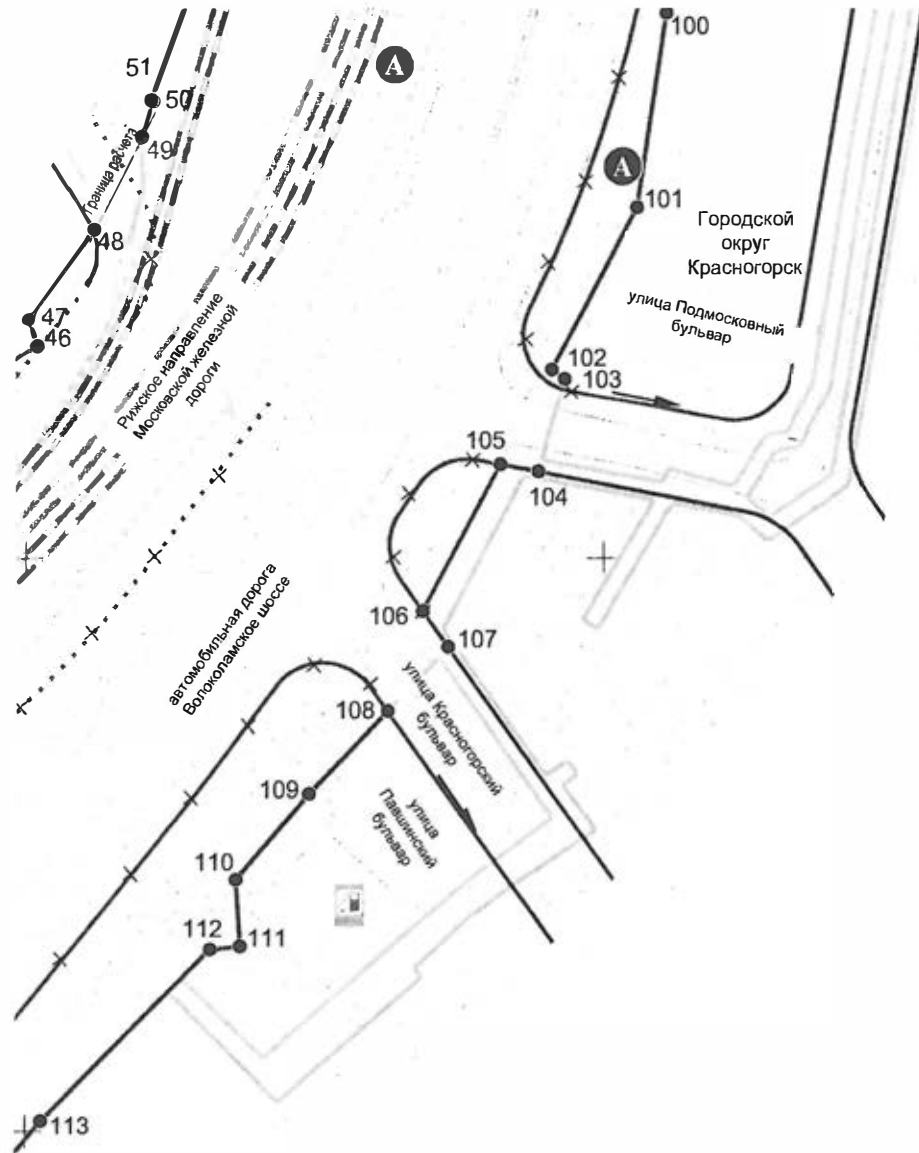 100
51
А
50
49
Граница расчета
А
101
48
Городской
округ
Красногорск
47
46
улица Подмосковный
бульвар
Рижское направление
Московской железной
дороги
102
103
105
104
автомобильная дорога
Волоколамское шоссе
106
107
улица Красногорский
бульвар
108
109
улица
Павшинский
бульвар
110
112
111
113